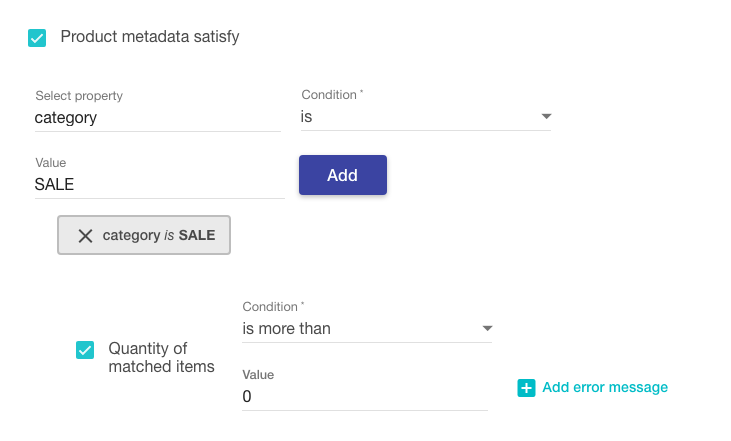 Product metadata satisfy
Select property
Condition *
category
is
Value
SALE
Add
category is SALE
Condition *
is more than
Quantity of
matched items
Value
0
Add error message